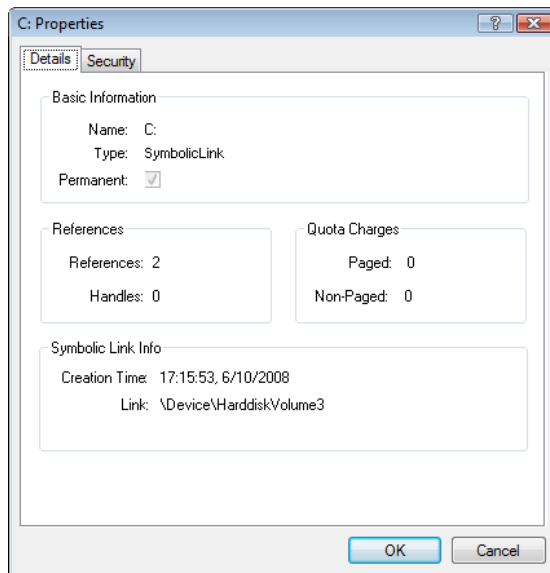 C: Properties
Details Security
Basic Information
Name: C:
Type: SymbolicLink
Permanent:
References
References: 2
Handles: 0
Quota Charges
Paged: 0
Non-Paged: 0
Symbolic Link Info
Creation Time: 17:15:53, 6/10/2008
Link: \Device\HarddiskVolume3
OK Cancel